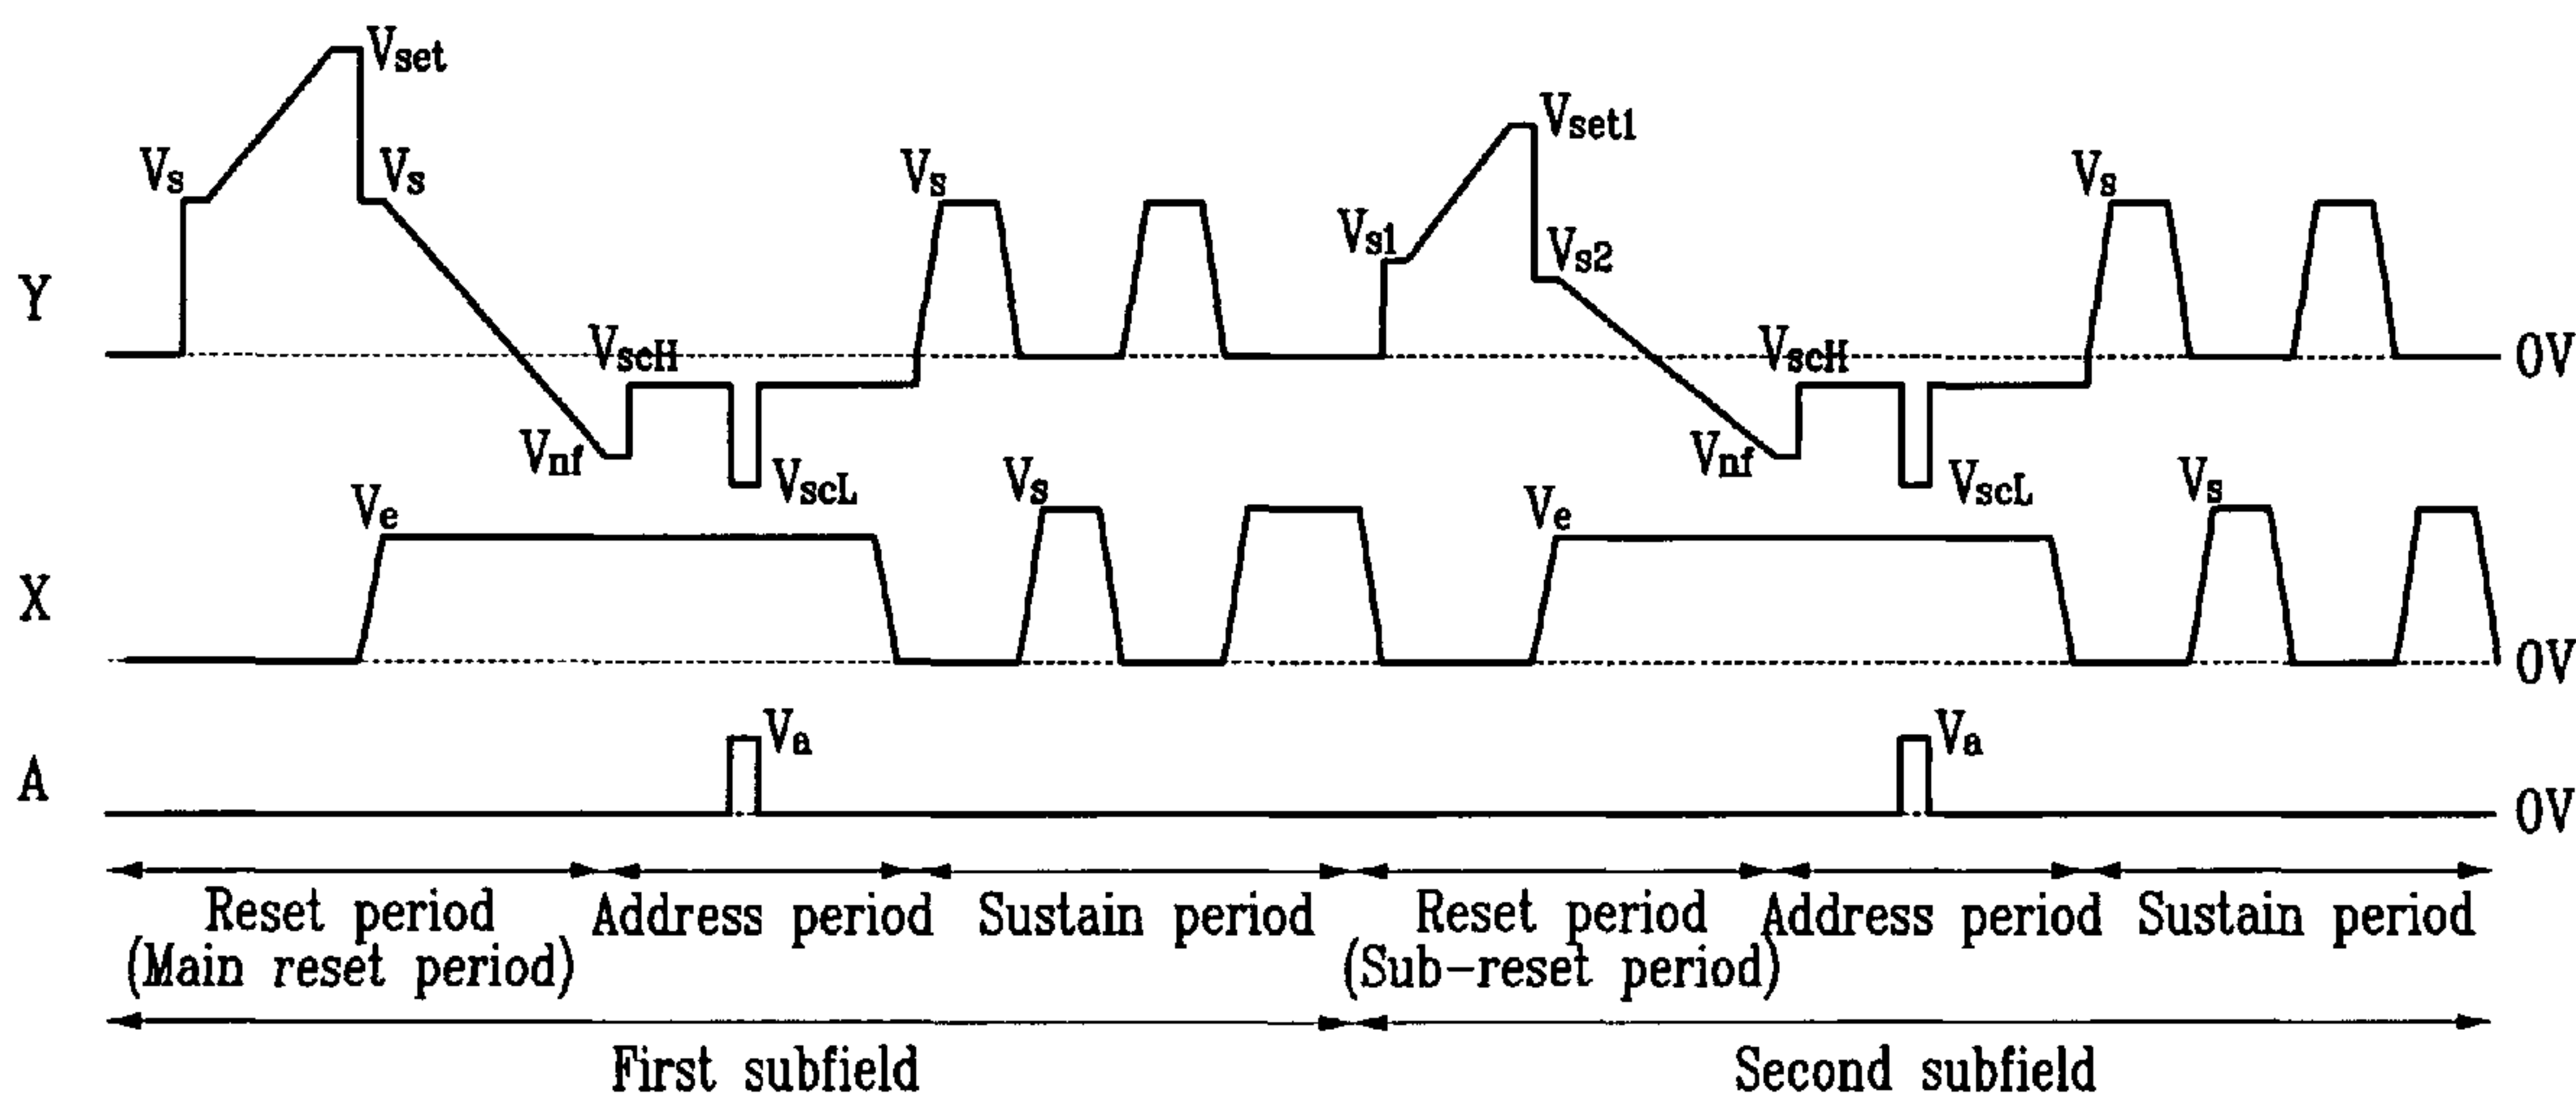 Vset
Vset1
Vs
Vs
Vs
Vs
Vs1
Vs2
Y
VscH
VscH
0V
Vnf
VscL
Vs
Vnf
VscL
Vs
Ve
Ve
X
0V
Va
Va
A
0V
Reset period
(Main reset period)
Address period
Sustain period
Reset period
(Sub-reset period)
Address period
Sustain period
First subfield
Second subfield